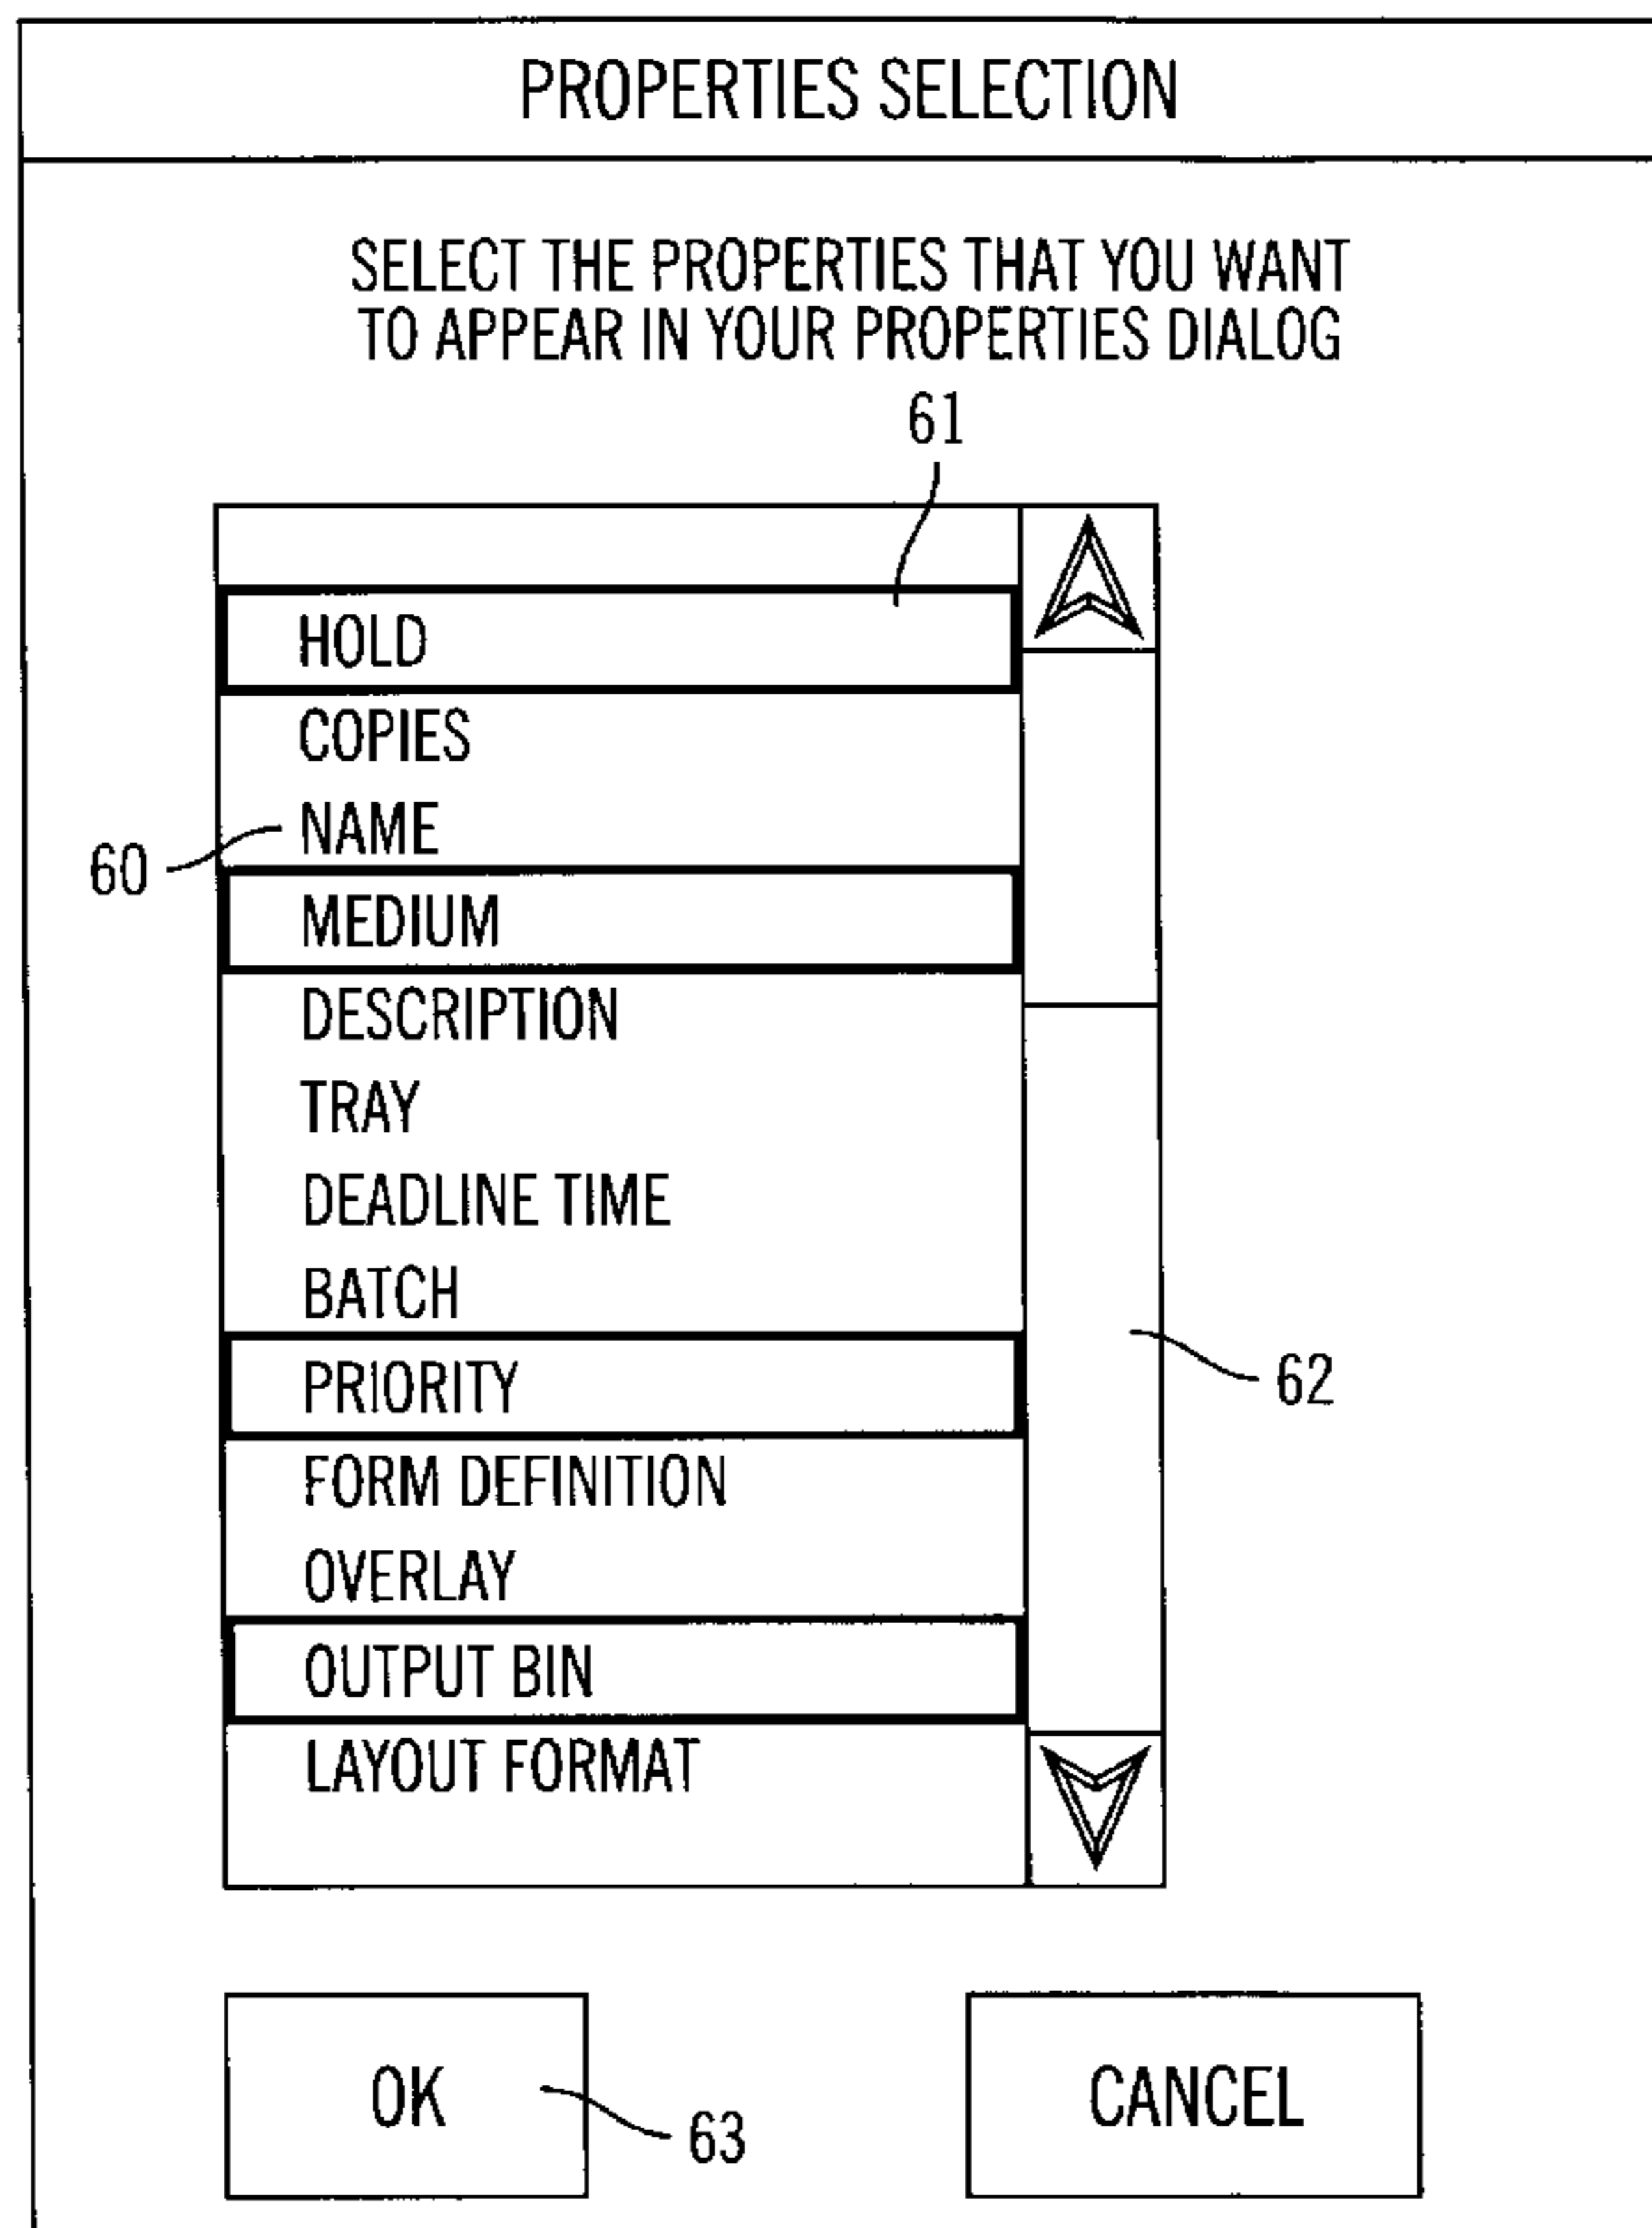 PROPERTIES SELECTION
SELECT THE PROPERTIES THAT YOU WANT
TO APPEAR IN YOUR PROPERTIES DIALOG
61
HOLD
COPIES
NAME
60
MEDIUM
DESCRIPTION
TRAY
DEADLINE TIME
BATCH
PRIORITY
62
FORM DEFINITION
OVERLAY
OUTPUT BIN
LAYOUT FORMAT
OK
CANCEL
63